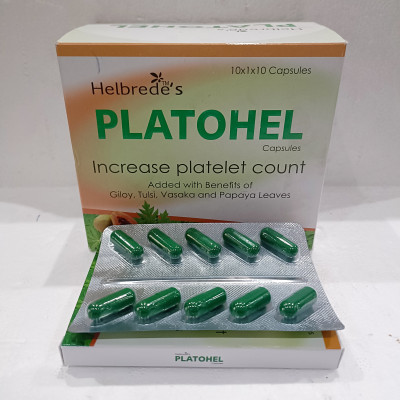 10x1x10 Capsules
Helbrede's
TM
PLATOHEL
Capsules
Increase platelet count
Added with Benefits of
Giloy, Tulsi, Vasaka and Papaya Leaves
PLATOHEL